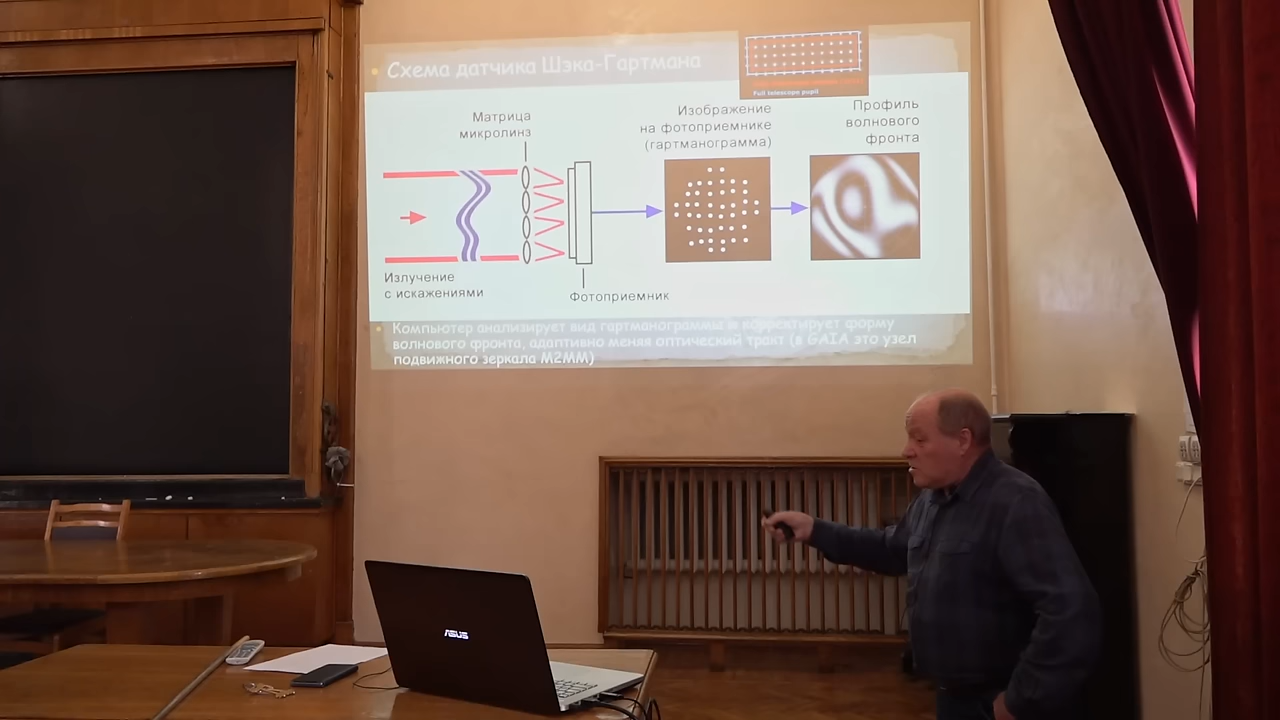 Схема датчика Шэка-Гартмана
Full telescope pupil
Матрица
микролинз
Изображение
на фотоприемнике
(гартманограмма)
Профиль
волнового
фронта
Излучение
с искажениями
Фотоприемник
Компьютер анализирует вид гартманограммы и корректирует форму
волнового фронта, адаптивно меняя оптический тракт (в GAIA это узел
подвижного зеркала M2MM)
ASUS